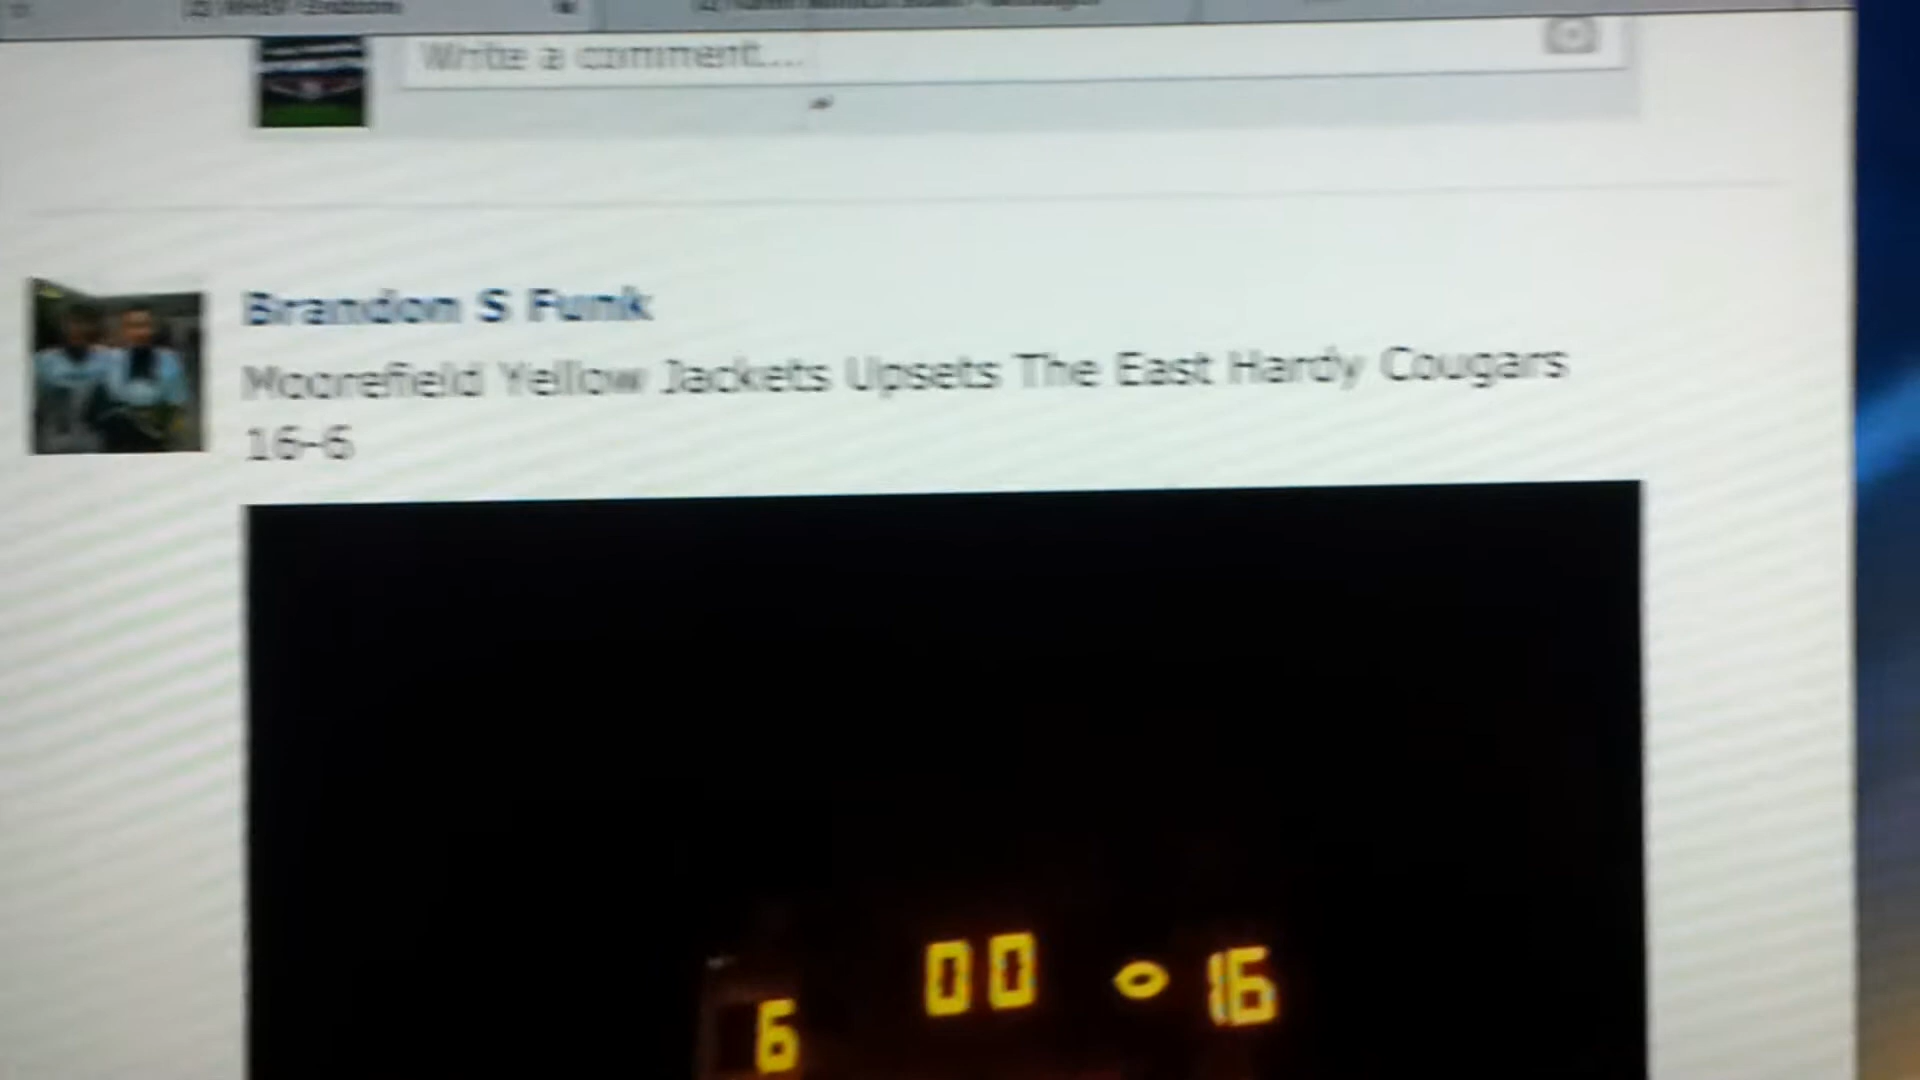 Write a comment...
Brandon S Funk
Moorefield Yellow Jackets Upsets The East Hardy Cougars
16-6
00
16
6